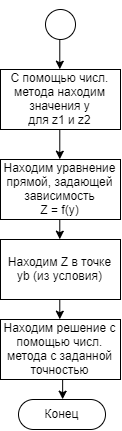 С помощью числ.
метода находим
значения y
для z1 и z2
Находим уравнение
прямой, задающей
зависимость
Z = f(y)
Находим Z в точке
yb (из условия)
Находим решение с
помощью числ.
метода с заданной
точностью
Конец